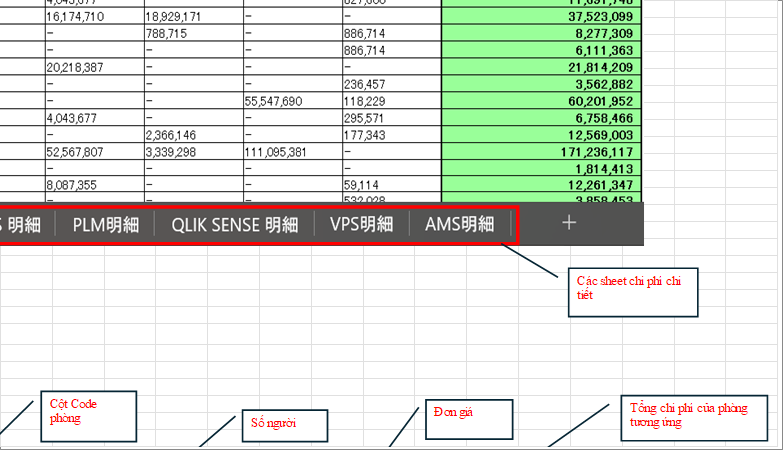 16,174,710 18,929,171 – – 37,523,099
– 788,715 – 886,714 8,277,309
– – – 886,714 6,111,363
20,218,387 – – – 21,814,209
– – – 236,457 3,562,882
– – 55,547,690 118,229 60,201,952
4,043,677 – – 295,571 6,758,466
– 2,366,146 – 177,343 12,569,003
52,567,807 3,339,298 111,095,381 – 171,236,117
– – – – 1,814,413
8,087,355 – – 59,114 12,261,347
532,028 3,858,453
S 明細 PLM明細 QLIK SENSE 明細 VPS明細 AMS明細 +
Các sheet chi phí chi
tiết
Cột Code
phòng
Số người
Đơn giá
Tổng chi phí của phòng
tương ứng